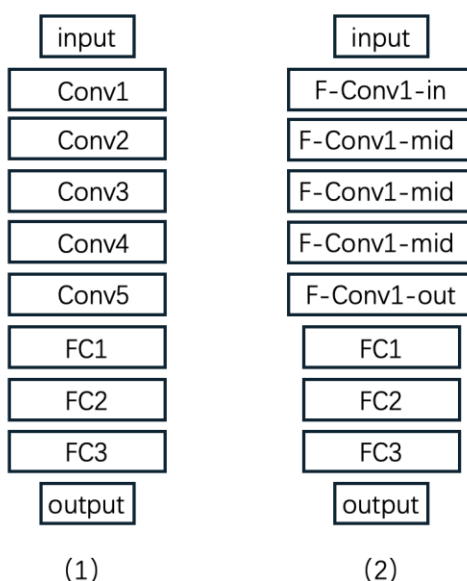 input
Conv1
Conv2
Conv3
Conv4
Conv5
FC1
FC2
FC3
output
(1)
input
F-Conv1-in
F-Conv1-mid
F-Conv1-mid
F-Conv1-mid
F-Conv1-out
FC1
FC2
FC3
output
(2)